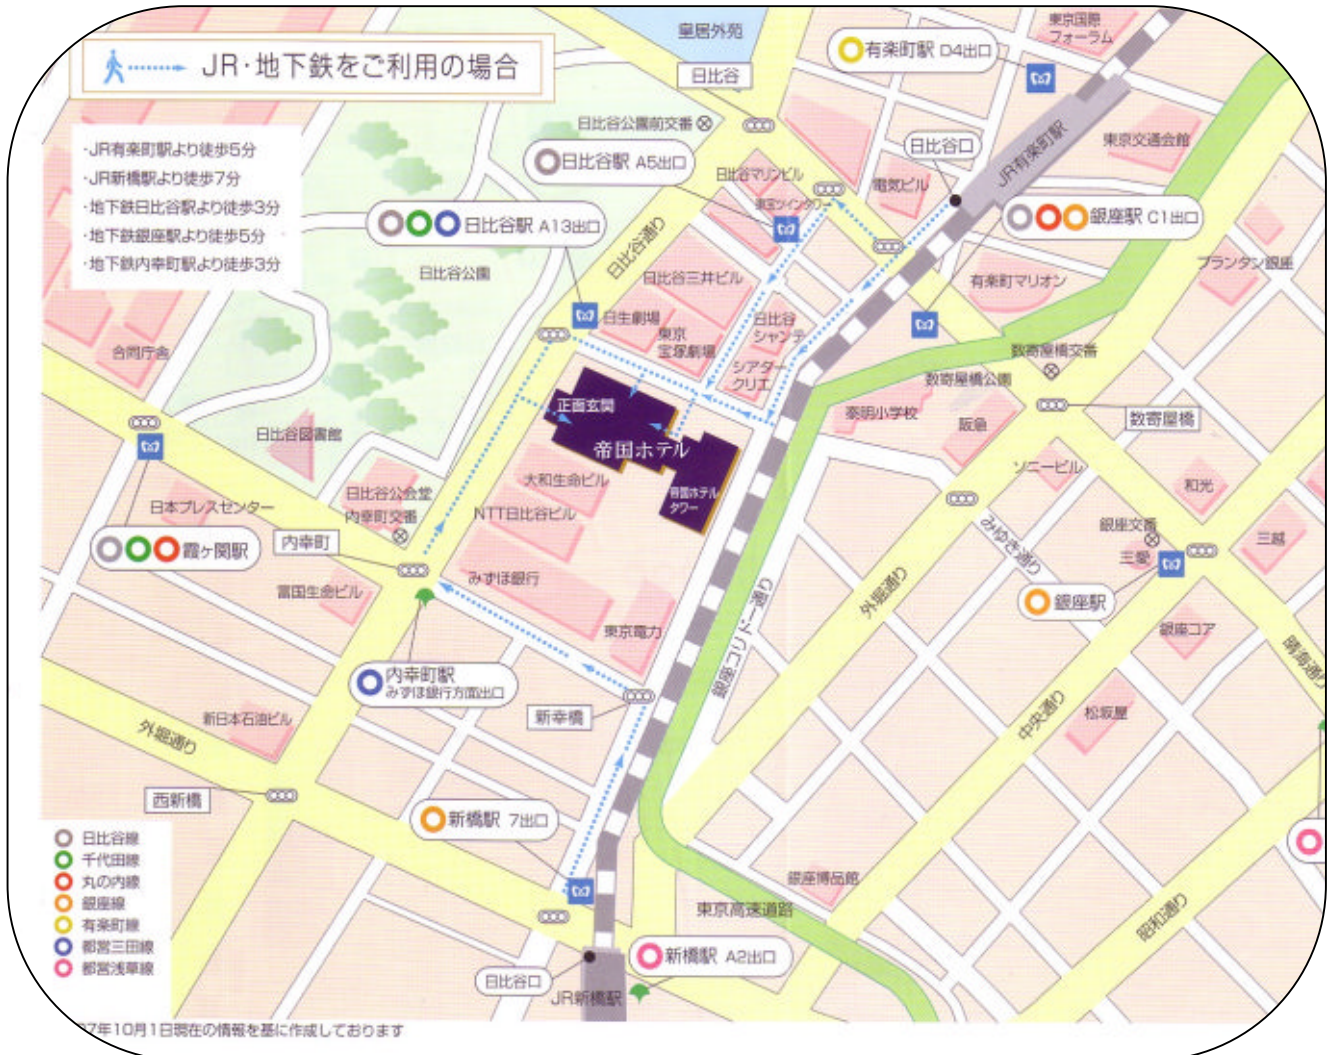 JR・地下鉄をご利用の場合
・JR有楽町駅より徒歩5分
・JR新橋駅より徒歩7分
・地下鉄日比谷駅より徒歩3分
・地下鉄銀座駅より徒歩5分
・地下鉄内幸町駅より徒歩3分
皇居外苑
日比谷
東京国際
フォーラム
有楽町駅 D4出口
日比谷公園前交番
日比谷口
JR有楽町駅
東京交通会館
日比谷駅 A5出口
日比谷マリンビル
東宝ツインタワー
電気ビル
日比谷駅 A13出口
日比谷通り
銀座駅 C1出口
日比谷公園
日比谷三井ビル
有楽町マリオン
プランタン銀座
日生劇場
東京
宝塚劇場
日比谷
シャンテ
シアター
クリエ
合同庁舎
数寄屋橋交番
数寄屋橋公園
正面玄関
帝国ホテル
帝国ホテル
タワー
泰明小学校
阪急
数寄屋橋
日比谷図書館
ソニービル
大和生命ビル
日比谷公会堂
内幸町交番
日本プレスセンター
NTT日比谷ビル
和光
みゆき通り
銀座交番
三愛
三越
霞ヶ関駅
内幸町
みずほ銀行
富国生命ビル
外堀通り
銀座駅
東京電力
銀座コリドー通り
銀座コア
晴海通り
内幸町駅
みずほ銀行方面出口
新幸橋
新日本石油ビル
外堀通り
中央通り
松坂屋
西新橋
新橋駅 7出口
日比谷線
千代田線
丸の内線
銀座線
有楽町線
都営三田線
都営浅草線
銀座博品館
東京高速道路
昭和通り
新橋駅 A2出口
日比谷口
JR新橋駅
7年10月1日現在の情報を基に作成しております